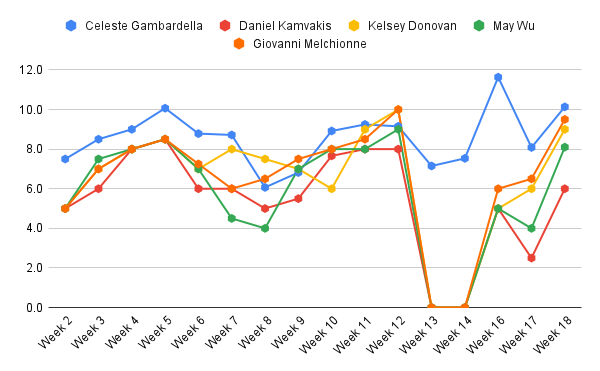 Celeste Gambardella Daniel Kamvakis Kelsey Donovan May Wu
Giovanni Melchionne
12.0
10.0
8.0
6.0
4.0
2.0
0.0
Week 2 Week 3 Week 4 Week 5 Week 6 Week 7 Week 8 Week 9 Week 10 Week 11 Week 12 Week 13 Week 14 Week 16 Week 17 Week 18